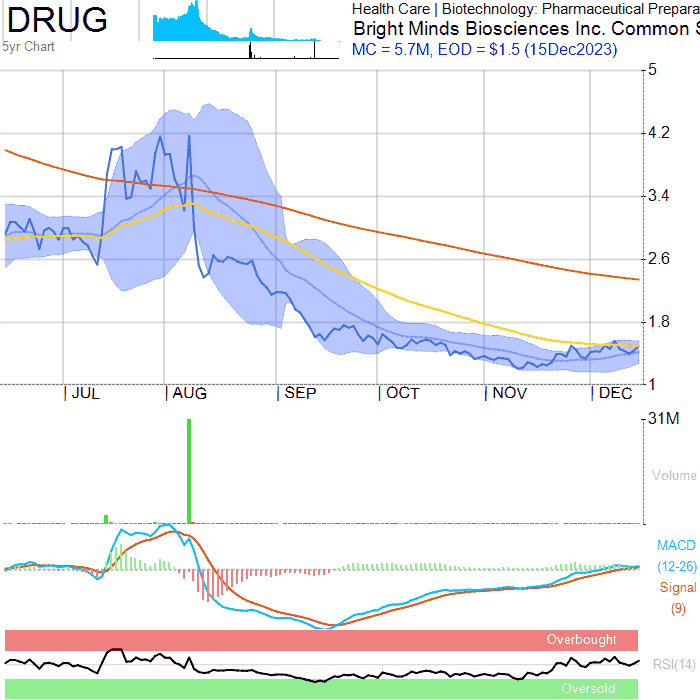 DRUG
5yr Chart
Health Care | Biotechnology: Pharmaceutical Prepara
Bright Minds Biosciences Inc. Common S
MC = 5.7M, EOD = $1.5 (15Dec2023)
5
4.2
3.4
2.6
1.8
1
JUL
AUG
SEP
OCT
NOV
DEC
31M
Volume
MACD
(12-26)
Signal
(9)
Overbought
RSI(14)
Oversold